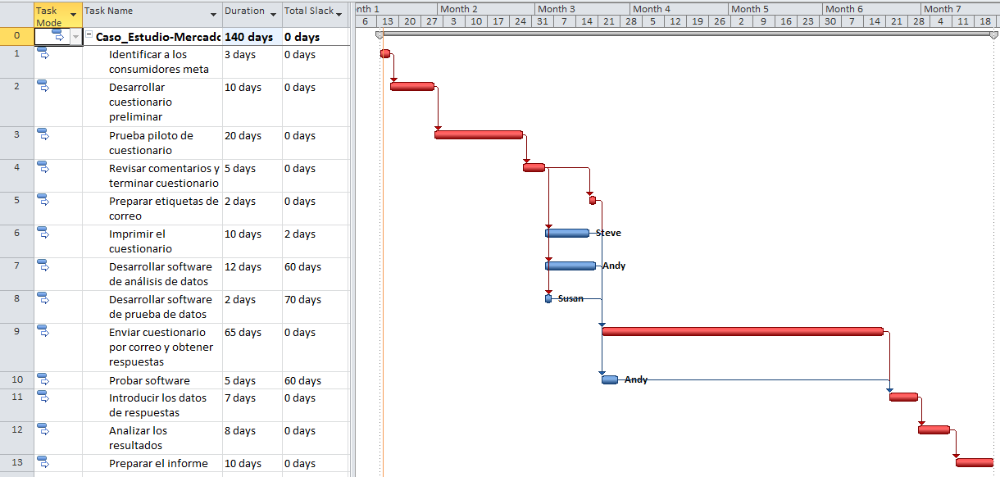 Task Mode Task Name Duration Total Slack
nth 1 Month 2 Month 3 Month 4 Month 5 Month 6 Month 7
6 13 20 27 3 10 17 24 31 7 14 21 28 5 12 19 26 2 9 16 23 30 7 14 21 28 4 11 18
0 Caso_Estudio-Mercado 140 days 0 days
1 Identificar a los 3 days 0 days
consumidores meta
2 Desarrollar 10 days 0 days
cuestionario
preliminar
3 Prueba piloto de 20 days 0 days
cuestionario
4 Revisar comentarios y 5 days 0 days
terminar cuestionario
5 Preparar etiquetas de 2 days 0 days
correo
6 Imprimir el 10 days 2 days Steve
cuestionario
7 Desarrollar software 12 days 60 days Andy
de análisis de datos
8 Desarrollar software 2 days 70 days Susan
de prueba de datos
9 Enviar cuestionario 65 days 0 days
por correo y obtener
respuestas
10 Probar software 5 days 60 days Andy
11 Introducir los datos 7 days 0 days
de respuestas
12 Analizar los 8 days 0 days
resultados
13 Preparar el informe 10 days 0 days